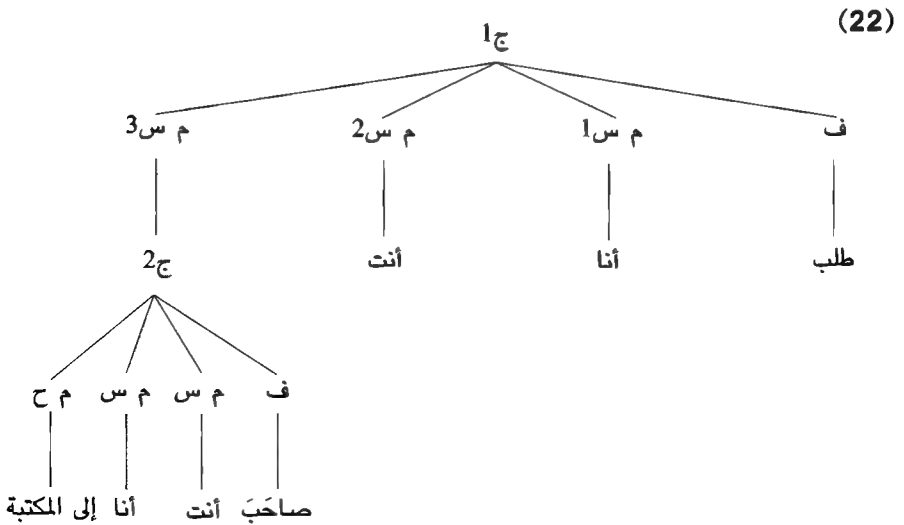 (22)
ج1
ف م س1 م س2 م س3
طلب أنا أنت ج2
ف م س م س م ح
صاحَبَ أنت أنا إلى المكتبة